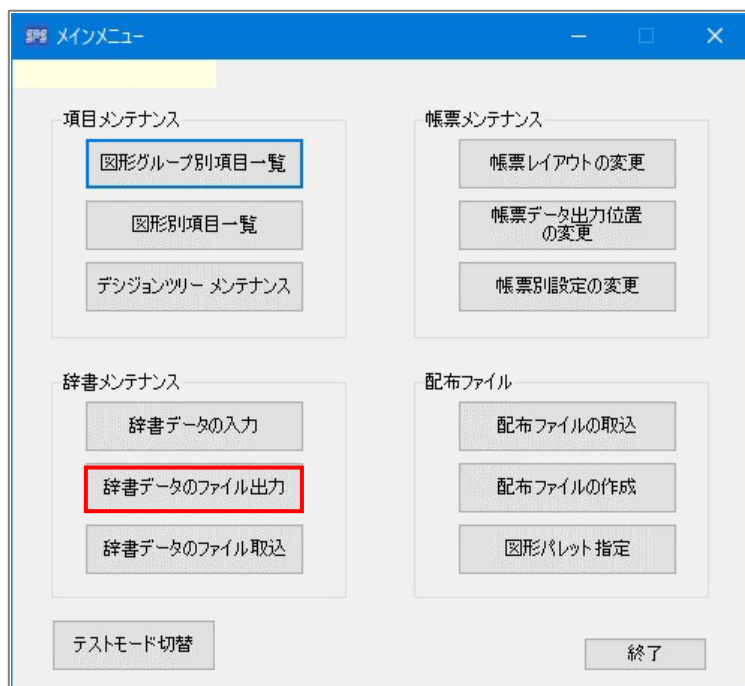 SPS メインメニュー
項目メンテナンス
図形グループ別項目一覧
図形別項目一覧
デシジョンツリー メンテナンス
帳票メンテナンス
帳票レイアウトの変更
帳票データ出力位置
の変更
帳票別設定の変更
辞書メンテナンス
辞書データの入力
辞書データのファイル出力
辞書データのファイル取込
配布ファイル
配布ファイルの取込
配布ファイルの作成
図形パレット指定
テストモード切替
終了